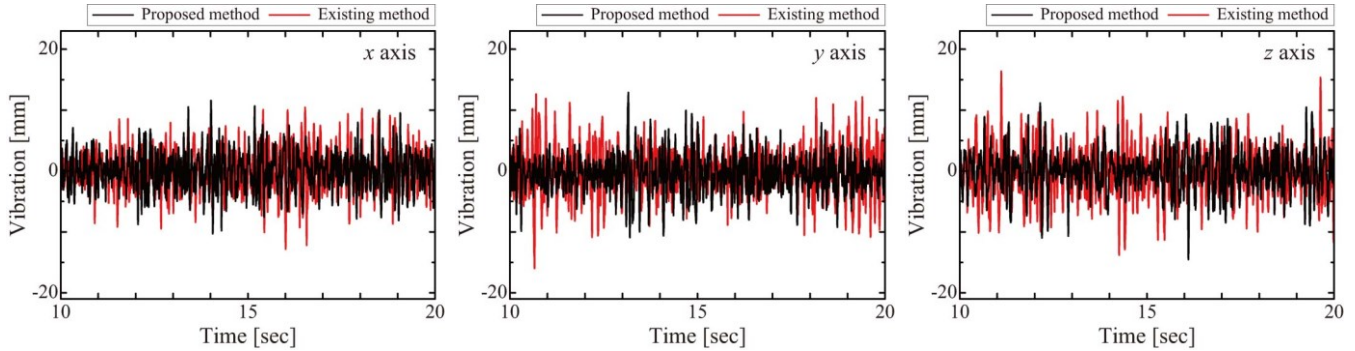 Proposed method Existing method
x axis
20
0
-20
Vibration [mm]
10 15 20
Time [sec]
Proposed method Existing method
y axis
20
0
-20
Vibration [mm]
10 15 20
Time [sec]
Proposed method Existing method
z axis
20
0
-20
Vibration [mm]
10 15 20
Time [sec]